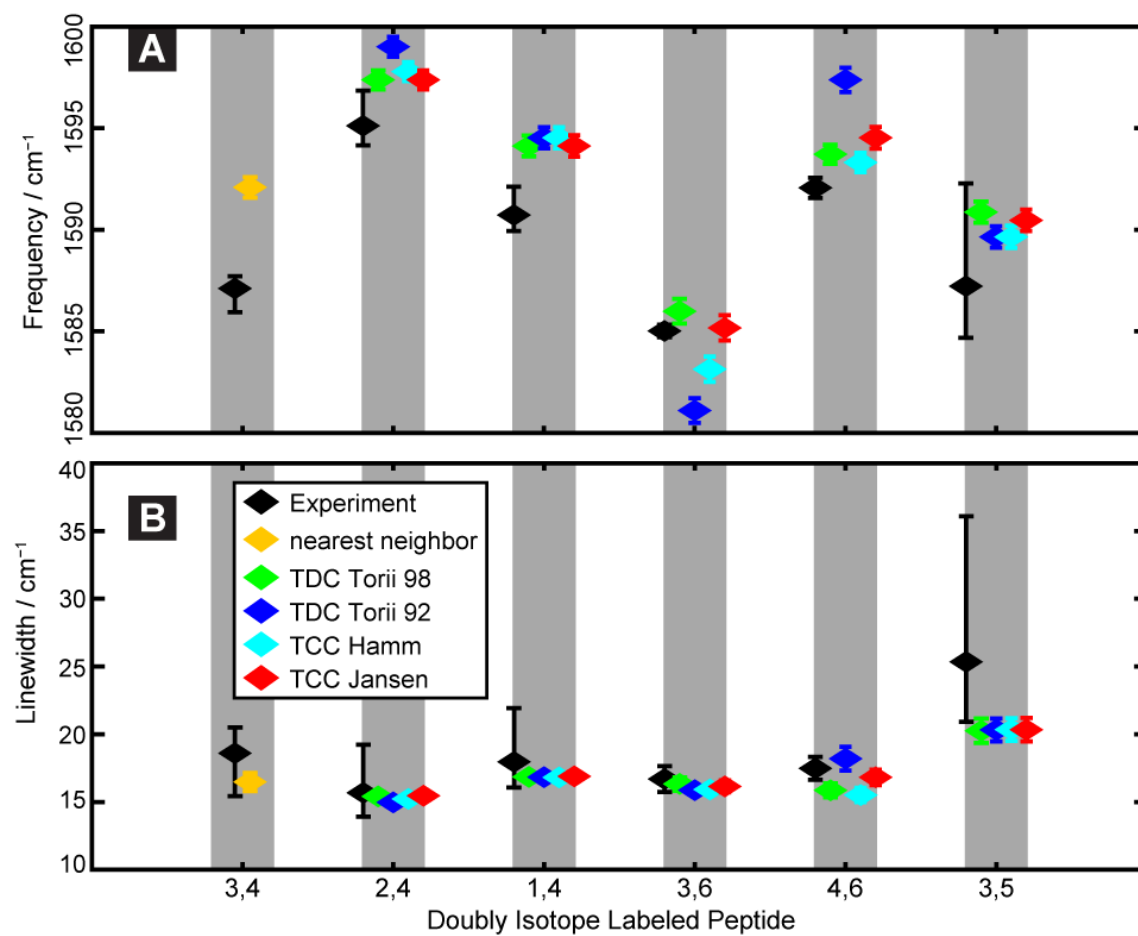 A
Frequency / cm⁻¹
1600
1595
1590
1585
1580
B
Linewidth / cm⁻¹
40
35
30
25
20
15
10
Experiment
nearest neighbor
TDC Torii 98
TDC Torii 92
TCC Hamm
TCC Jansen
3,4 2,4 1,4 3,6 4,6 3,5
Doubly Isotope Labeled Peptide